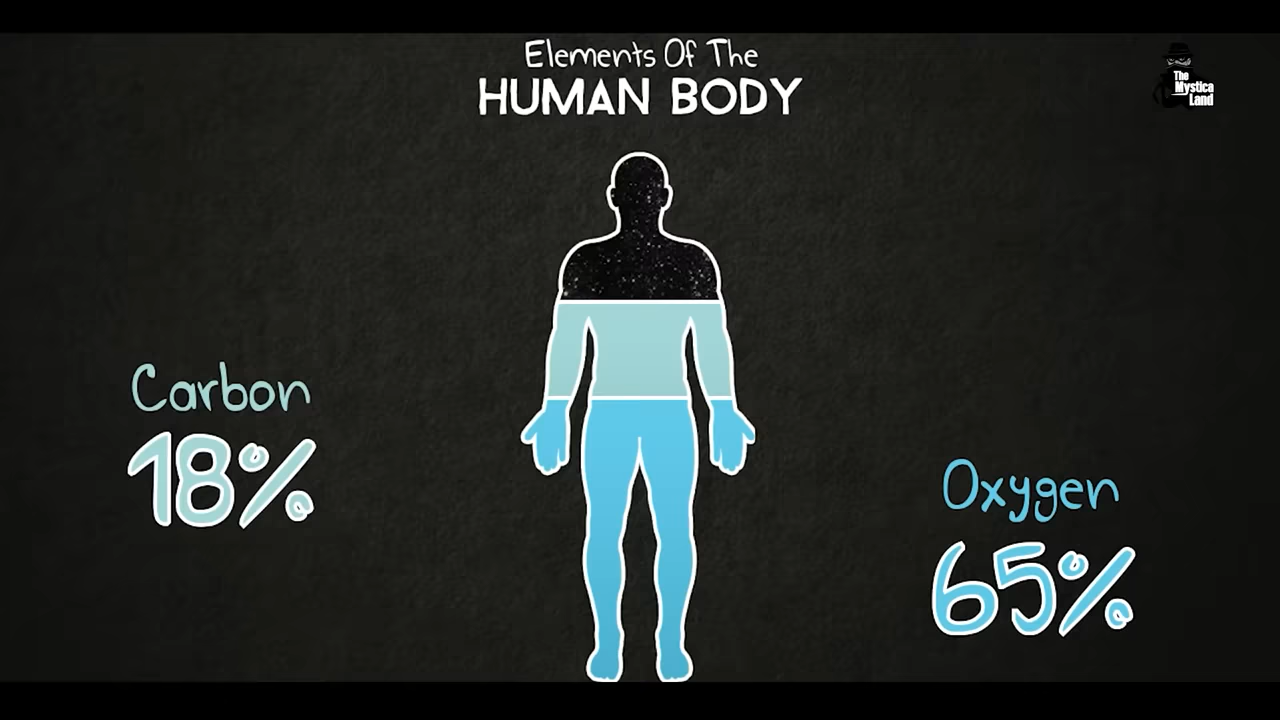 Elements Of The
HUMAN BODY
The
Mystica
Land
Carbon
18%
Oxygen
65%